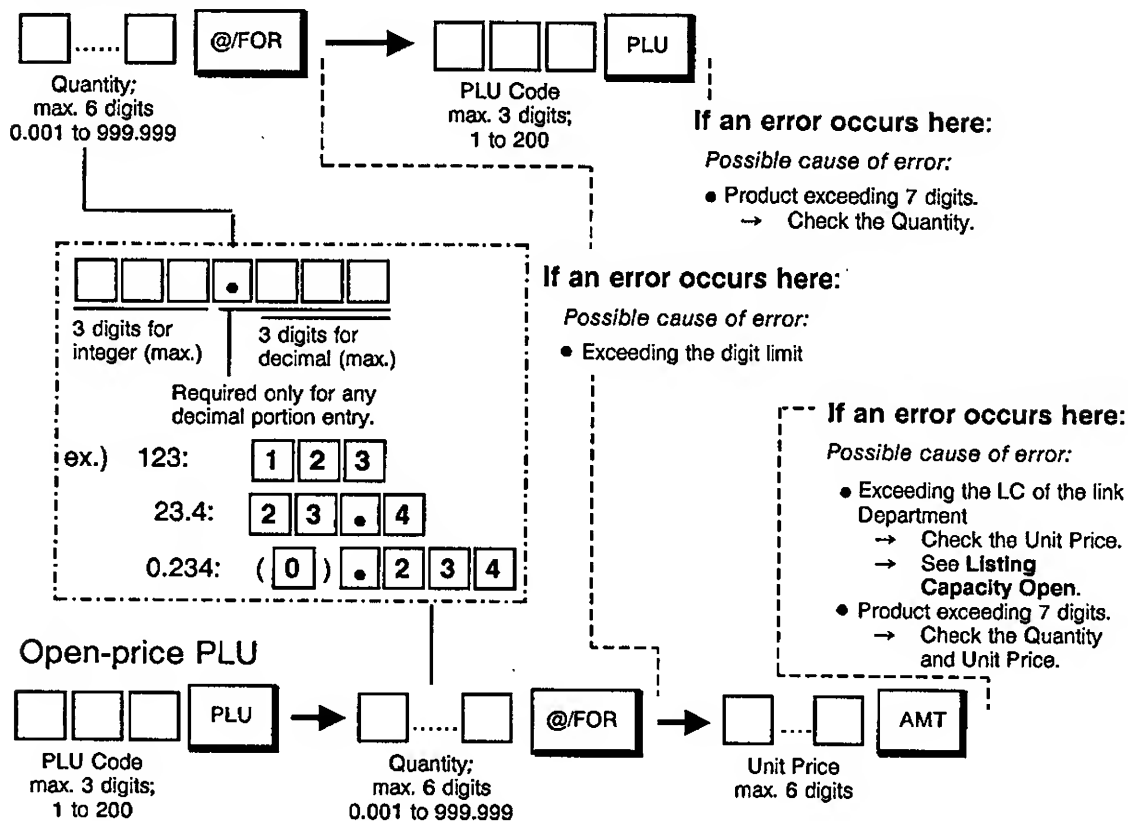 @/FOR
PLU
Quantity;
max. 6 digits
0.001 to 999.999
PLU Code
max. 3 digits;
1 to 200
If an error occurs here:
Possible cause of error:
• Product exceeding 7 digits.
→ Check the Quantity.
3 digits for
integer (max.)
3 digits for
decimal (max.)
Required only for any
decimal portion entry.
ex.) 123: 1 2 3
23.4: 2 3 . 4
0.234: ( 0 ) . 2 3 4
If an error occurs here:
Possible cause of error:
• Exceeding the digit limit
If an error occurs here:
Possible cause of error:
• Exceeding the LC of the link
Department
→ Check the Unit Price.
→ See Listing
Capacity Open.
• Product exceeding 7 digits.
→ Check the Quantity
and Unit Price.
Open-price PLU
PLU
@/FOR
AMT
PLU Code
max. 3 digits;
1 to 200
Quantity;
max. 6 digits
0.001 to 999.999
Unit Price
max. 6 digits